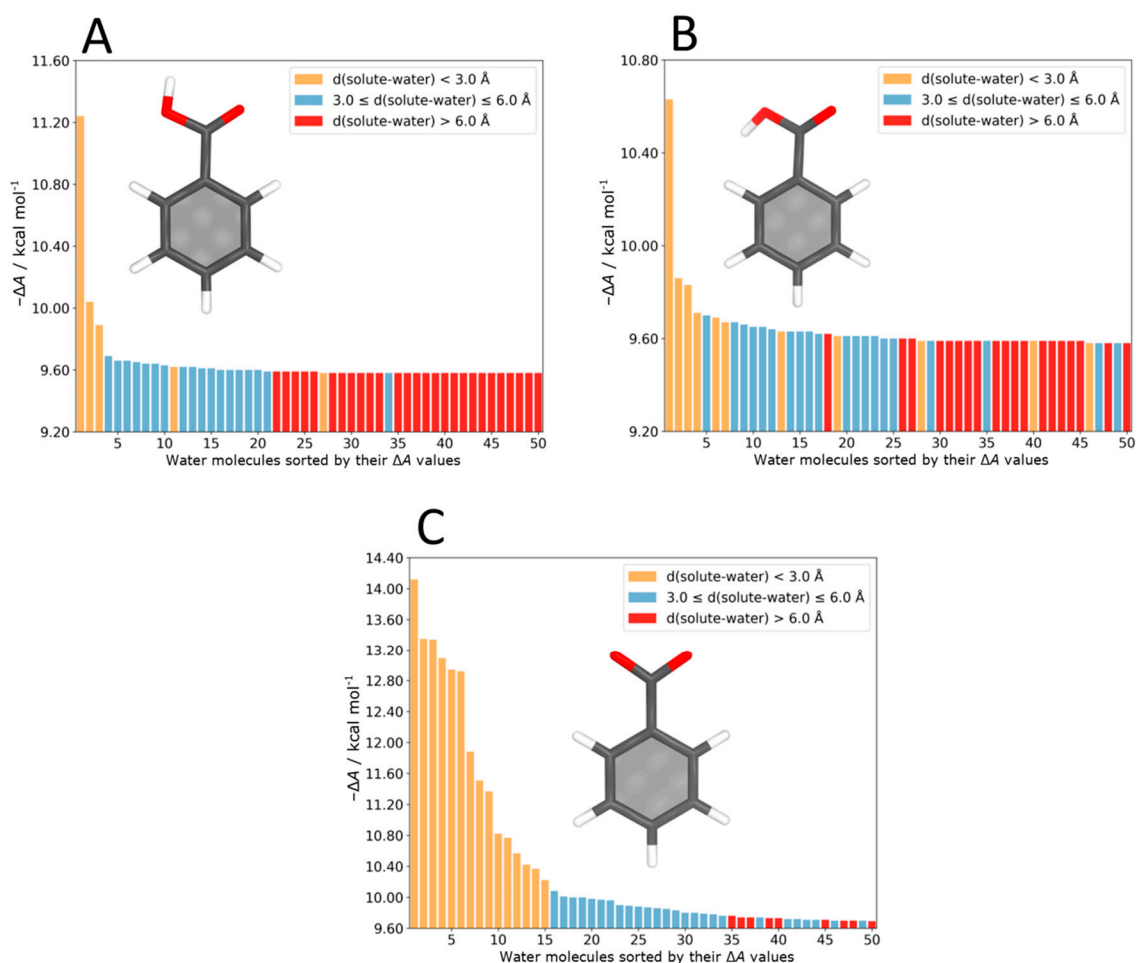 A
−ΔA / kcal mol⁻¹
11.60
11.20
10.80
10.40
10.00
9.60
9.20
d(solute-water) < 3.0 Å
3.0 ≤ d(solute-water) ≤ 6.0 Å
d(solute-water) > 6.0 Å
5 10 15 20 25 30 35 40 45 50
Water molecules sorted by their ΔA values
B
−ΔA / kcal mol⁻¹
10.80
10.40
10.00
9.60
9.20
d(solute-water) < 3.0 Å
3.0 ≤ d(solute-water) ≤ 6.0 Å
d(solute-water) > 6.0 Å
5 10 15 20 25 30 35 40 45 50
Water molecules sorted by their ΔA values
C
−ΔA / kcal mol⁻¹
14.40
14.00
13.60
13.20
12.80
12.40
12.00
11.60
11.20
10.80
10.40
10.00
9.60
d(solute-water) < 3.0 Å
3.0 ≤ d(solute-water) ≤ 6.0 Å
d(solute-water) > 6.0 Å
5 10 15 20 25 30 35 40 45 50
Water molecules sorted by their ΔA values